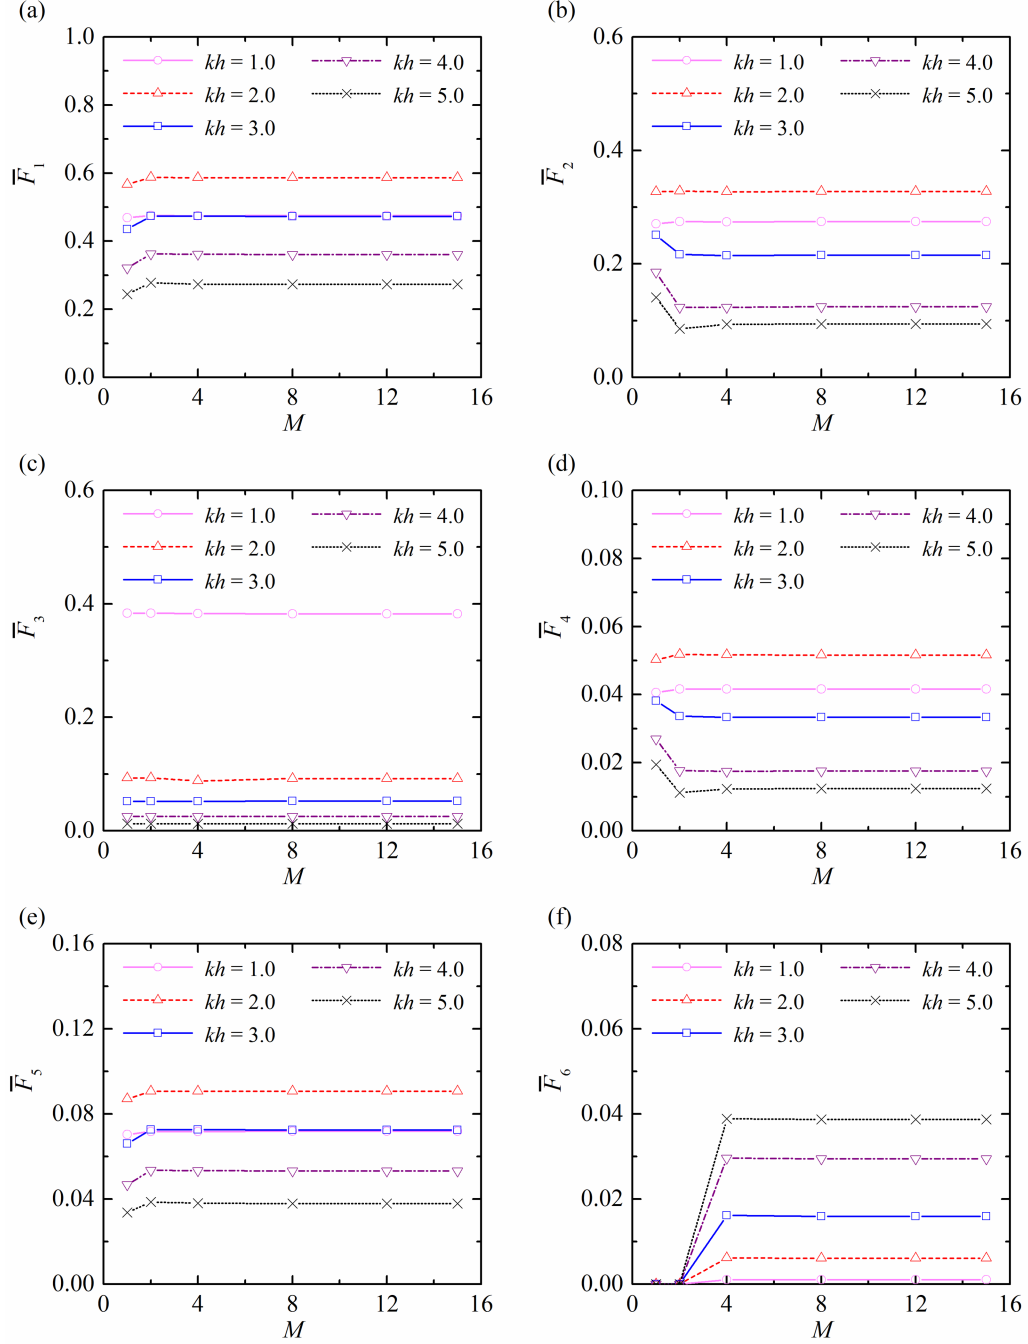 (a)
1.0
0.8
0.6
0.4
0.2
0.0
kh = 1.0
kh = 2.0
kh = 3.0
kh = 4.0
kh = 5.0
F̿₁
0 4 8 12 16
M
(b)
0.6
0.4
0.2
0.0
kh = 1.0
kh = 2.0
kh = 3.0
kh = 4.0
kh = 5.0
F̿₂
0 4 8 12 16
M
(c)
0.6
0.4
0.2
0.0
kh = 1.0
kh = 2.0
kh = 3.0
kh = 4.0
kh = 5.0
F̿₃
0 4 8 12 16
M
(d)
0.10
0.08
0.06
0.04
0.02
0.00
kh = 1.0
kh = 2.0
kh = 3.0
kh = 4.0
kh = 5.0
F̿₄
0 4 8 12 16
M
(e)
0.16
0.12
0.08
0.04
0.00
kh = 1.0
kh = 2.0
kh = 3.0
kh = 4.0
kh = 5.0
F̿₅
0 4 8 12 16
M
(f)
0.08
0.06
0.04
0.02
0.00
kh = 1.0
kh = 2.0
kh = 3.0
kh = 4.0
kh = 5.0
F̿₆
0 4 8 12 16
M